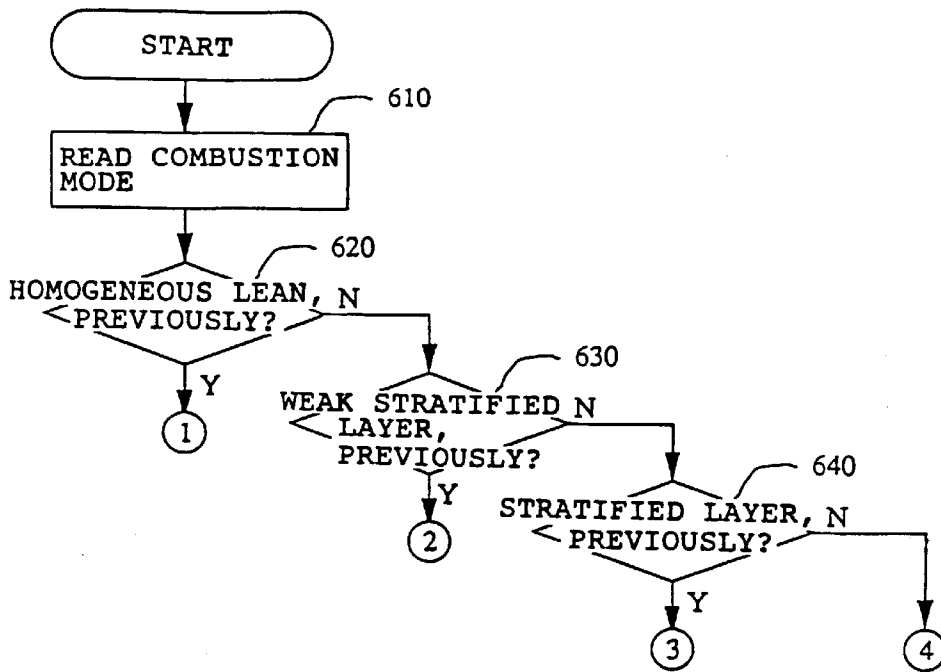 START
610
READ COMBUSTION
MODE
620
HOMOGENEOUS LEAN, N
PREVIOUSLY?
Y
1
630
WEAK STRATIFIED N
LAYER,
PREVIOUSLY?
Y
2
640
STRATIFIED LAYER, N
PREVIOUSLY?
Y
3
4